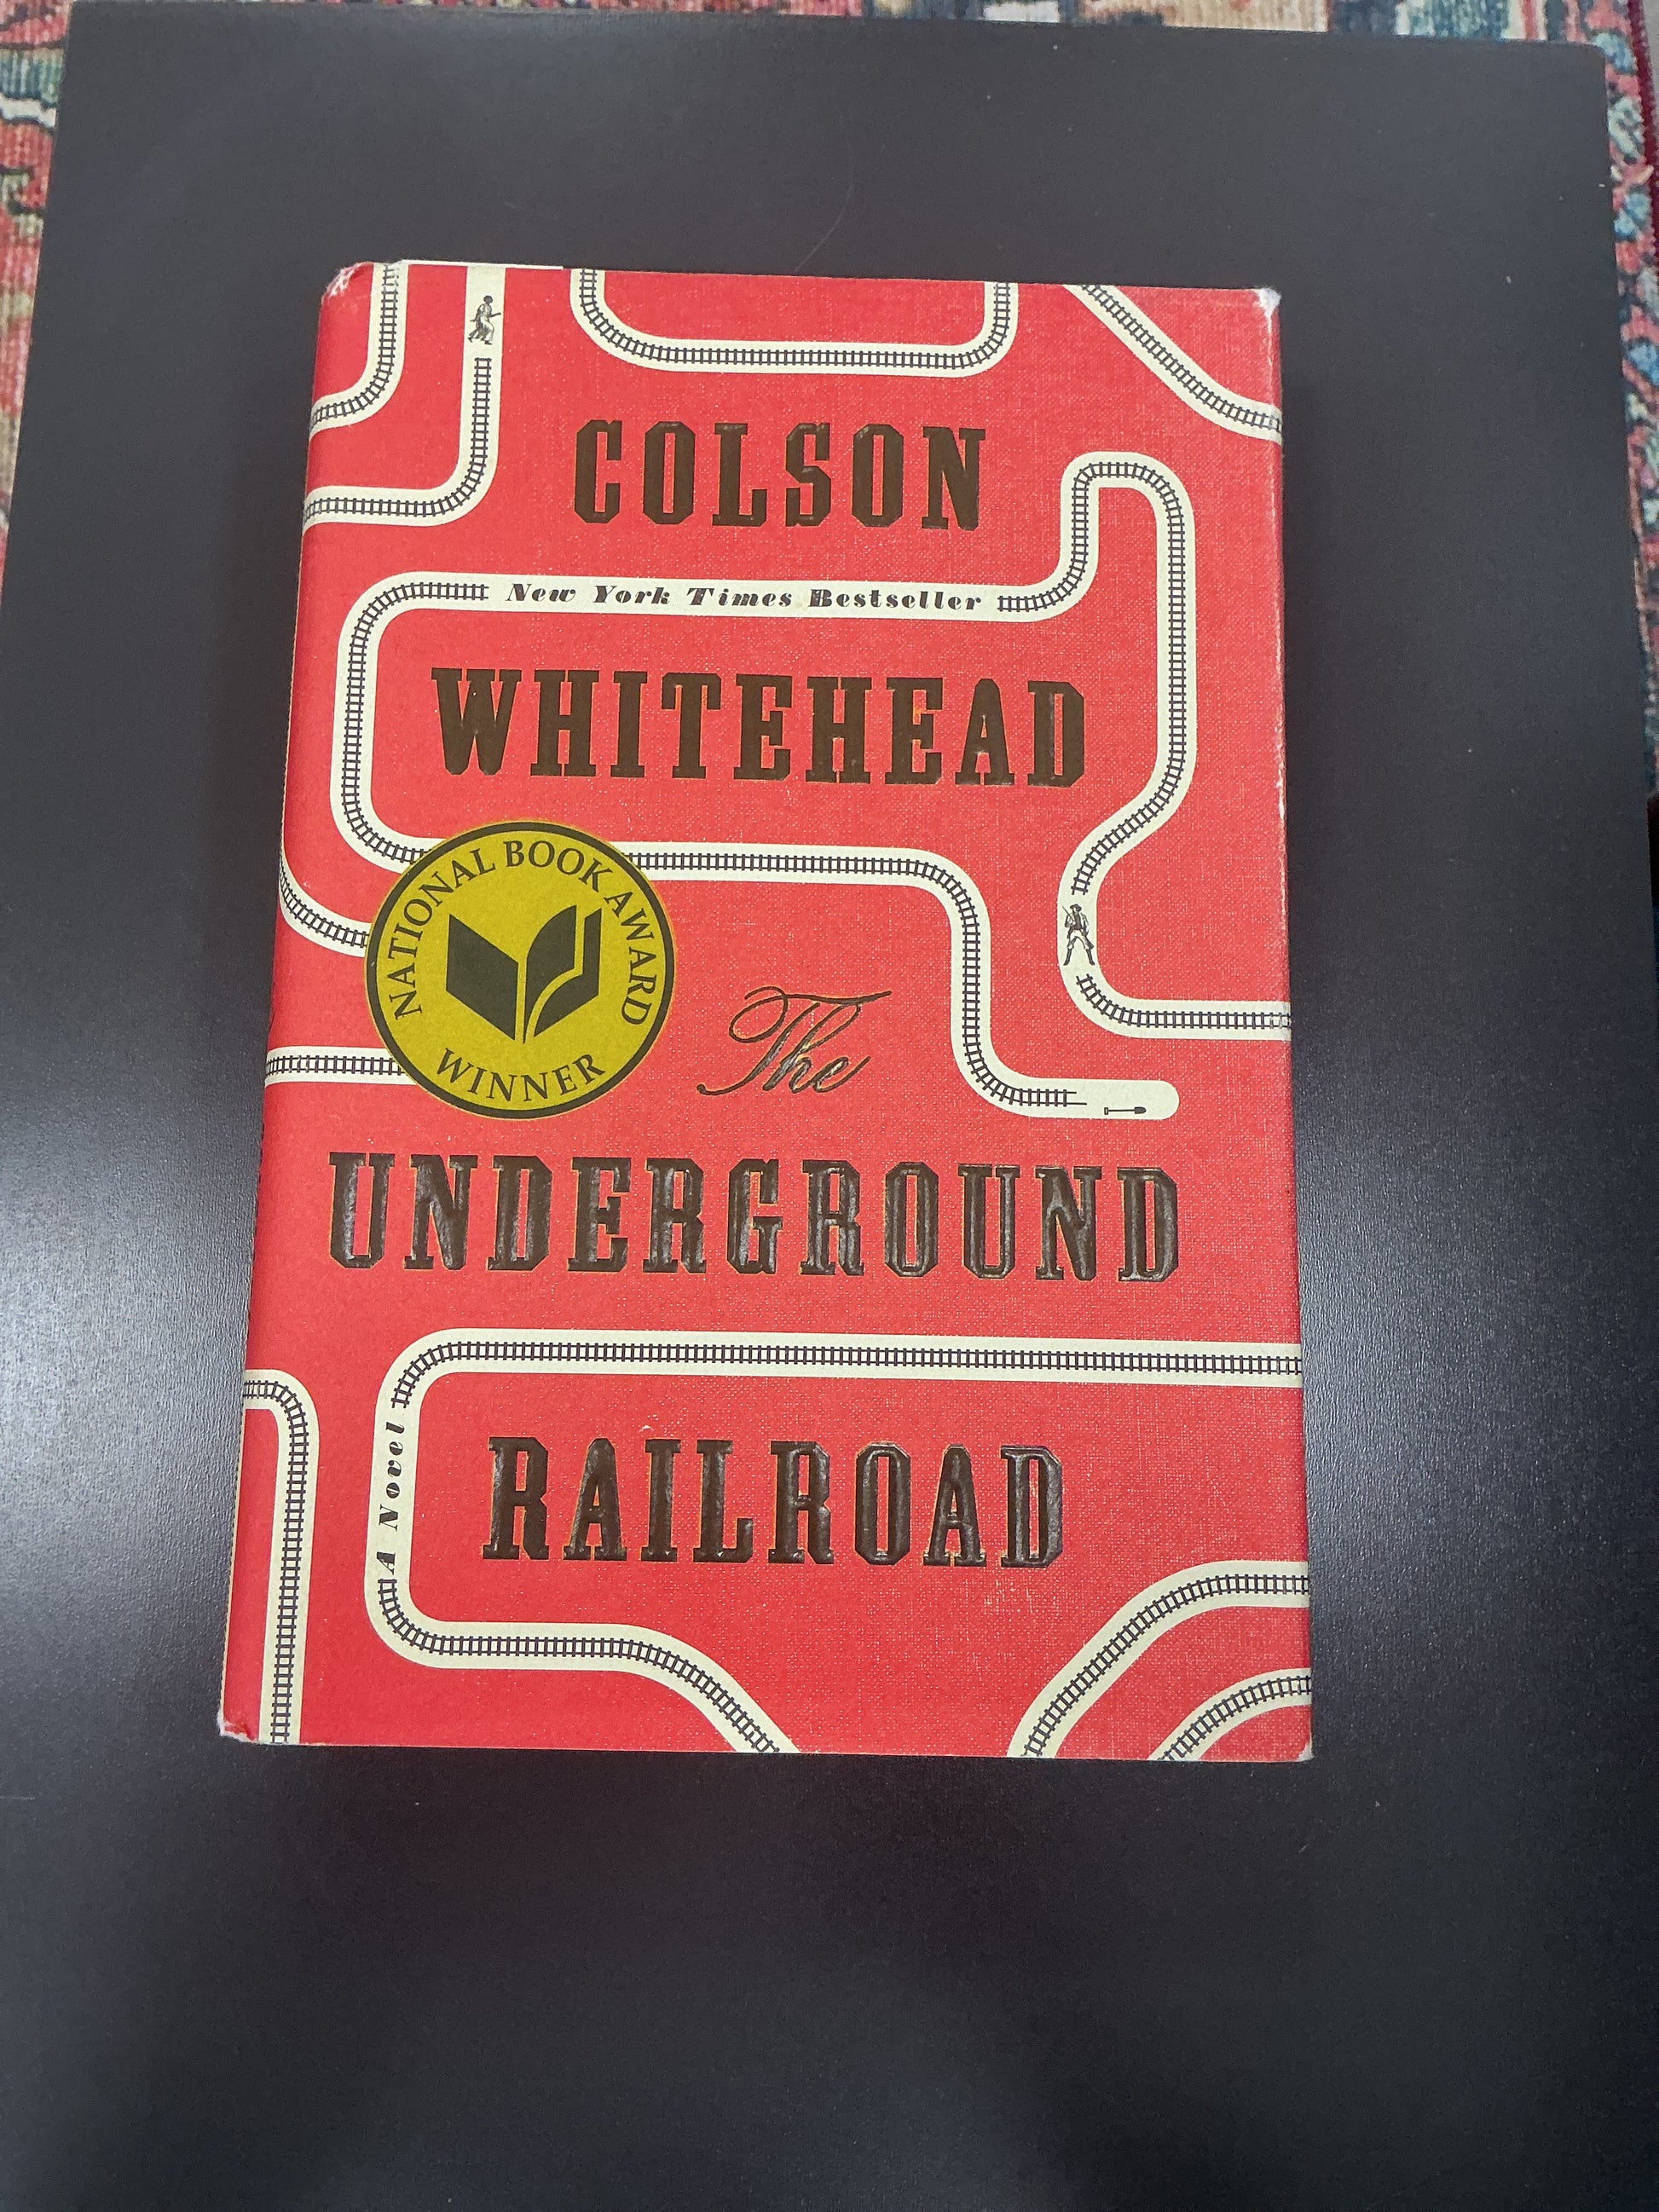 COLSON
New York Times Bestseller
WHITEHEAD
NATIONAL BOOK AWARD
WINNER
The
UNDERGROUND
RAILROAD
A Novel